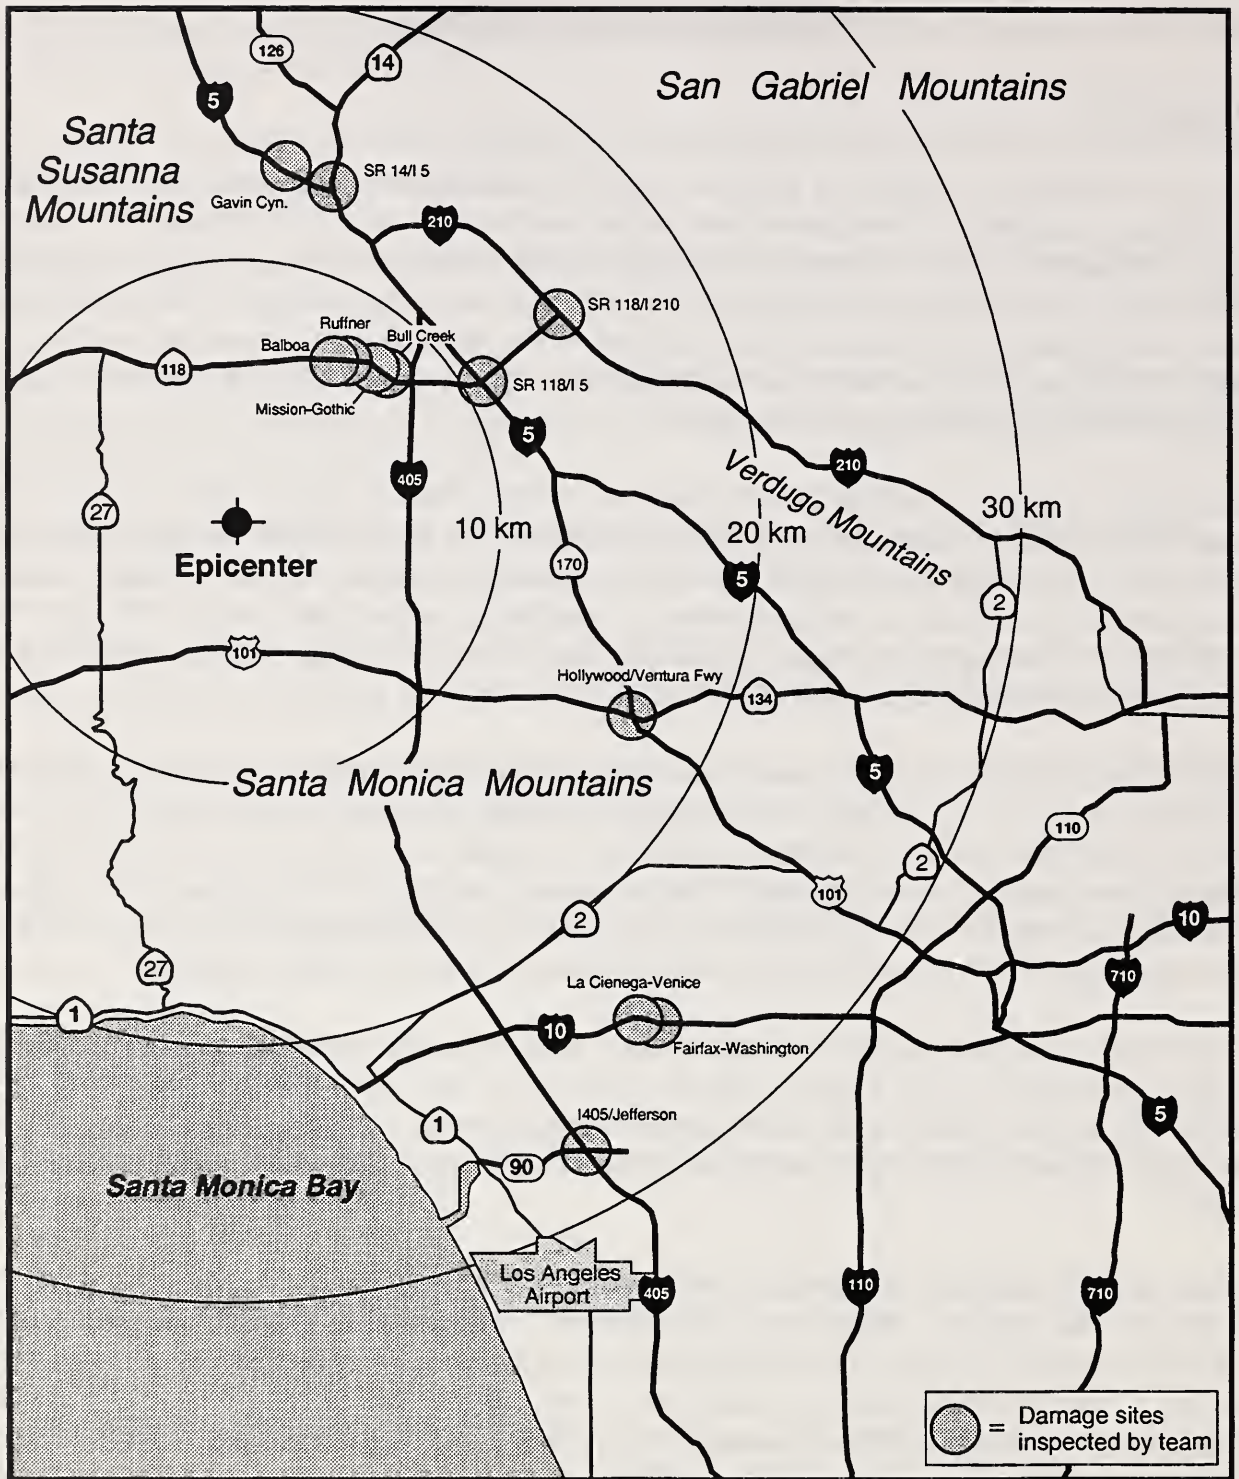 126
14
San Gabriel Mountains
5
Santa
Susanna
Mountains
SR 14/I 5
Gavin Cyn.
210
SR 118/I 210
Ruffner
Bull Creek
Balboa
118
SR 118/I 5
Mission-Gothic
5
210
Verdugo Mountains
405
27
10 km
30 km
20 km
Epicenter
170
5
2
101
Hollywood/Ventura Fwy
134
Santa Monica Mountains
5
110
2
101
2
10
27
710
La Cienega-Venice
1
10
Fairfax-Washington
I405/Jefferson
5
1
90
Santa Monica Bay
Los Angeles
Airport
405
110
710
= Damage sites
inspected by team